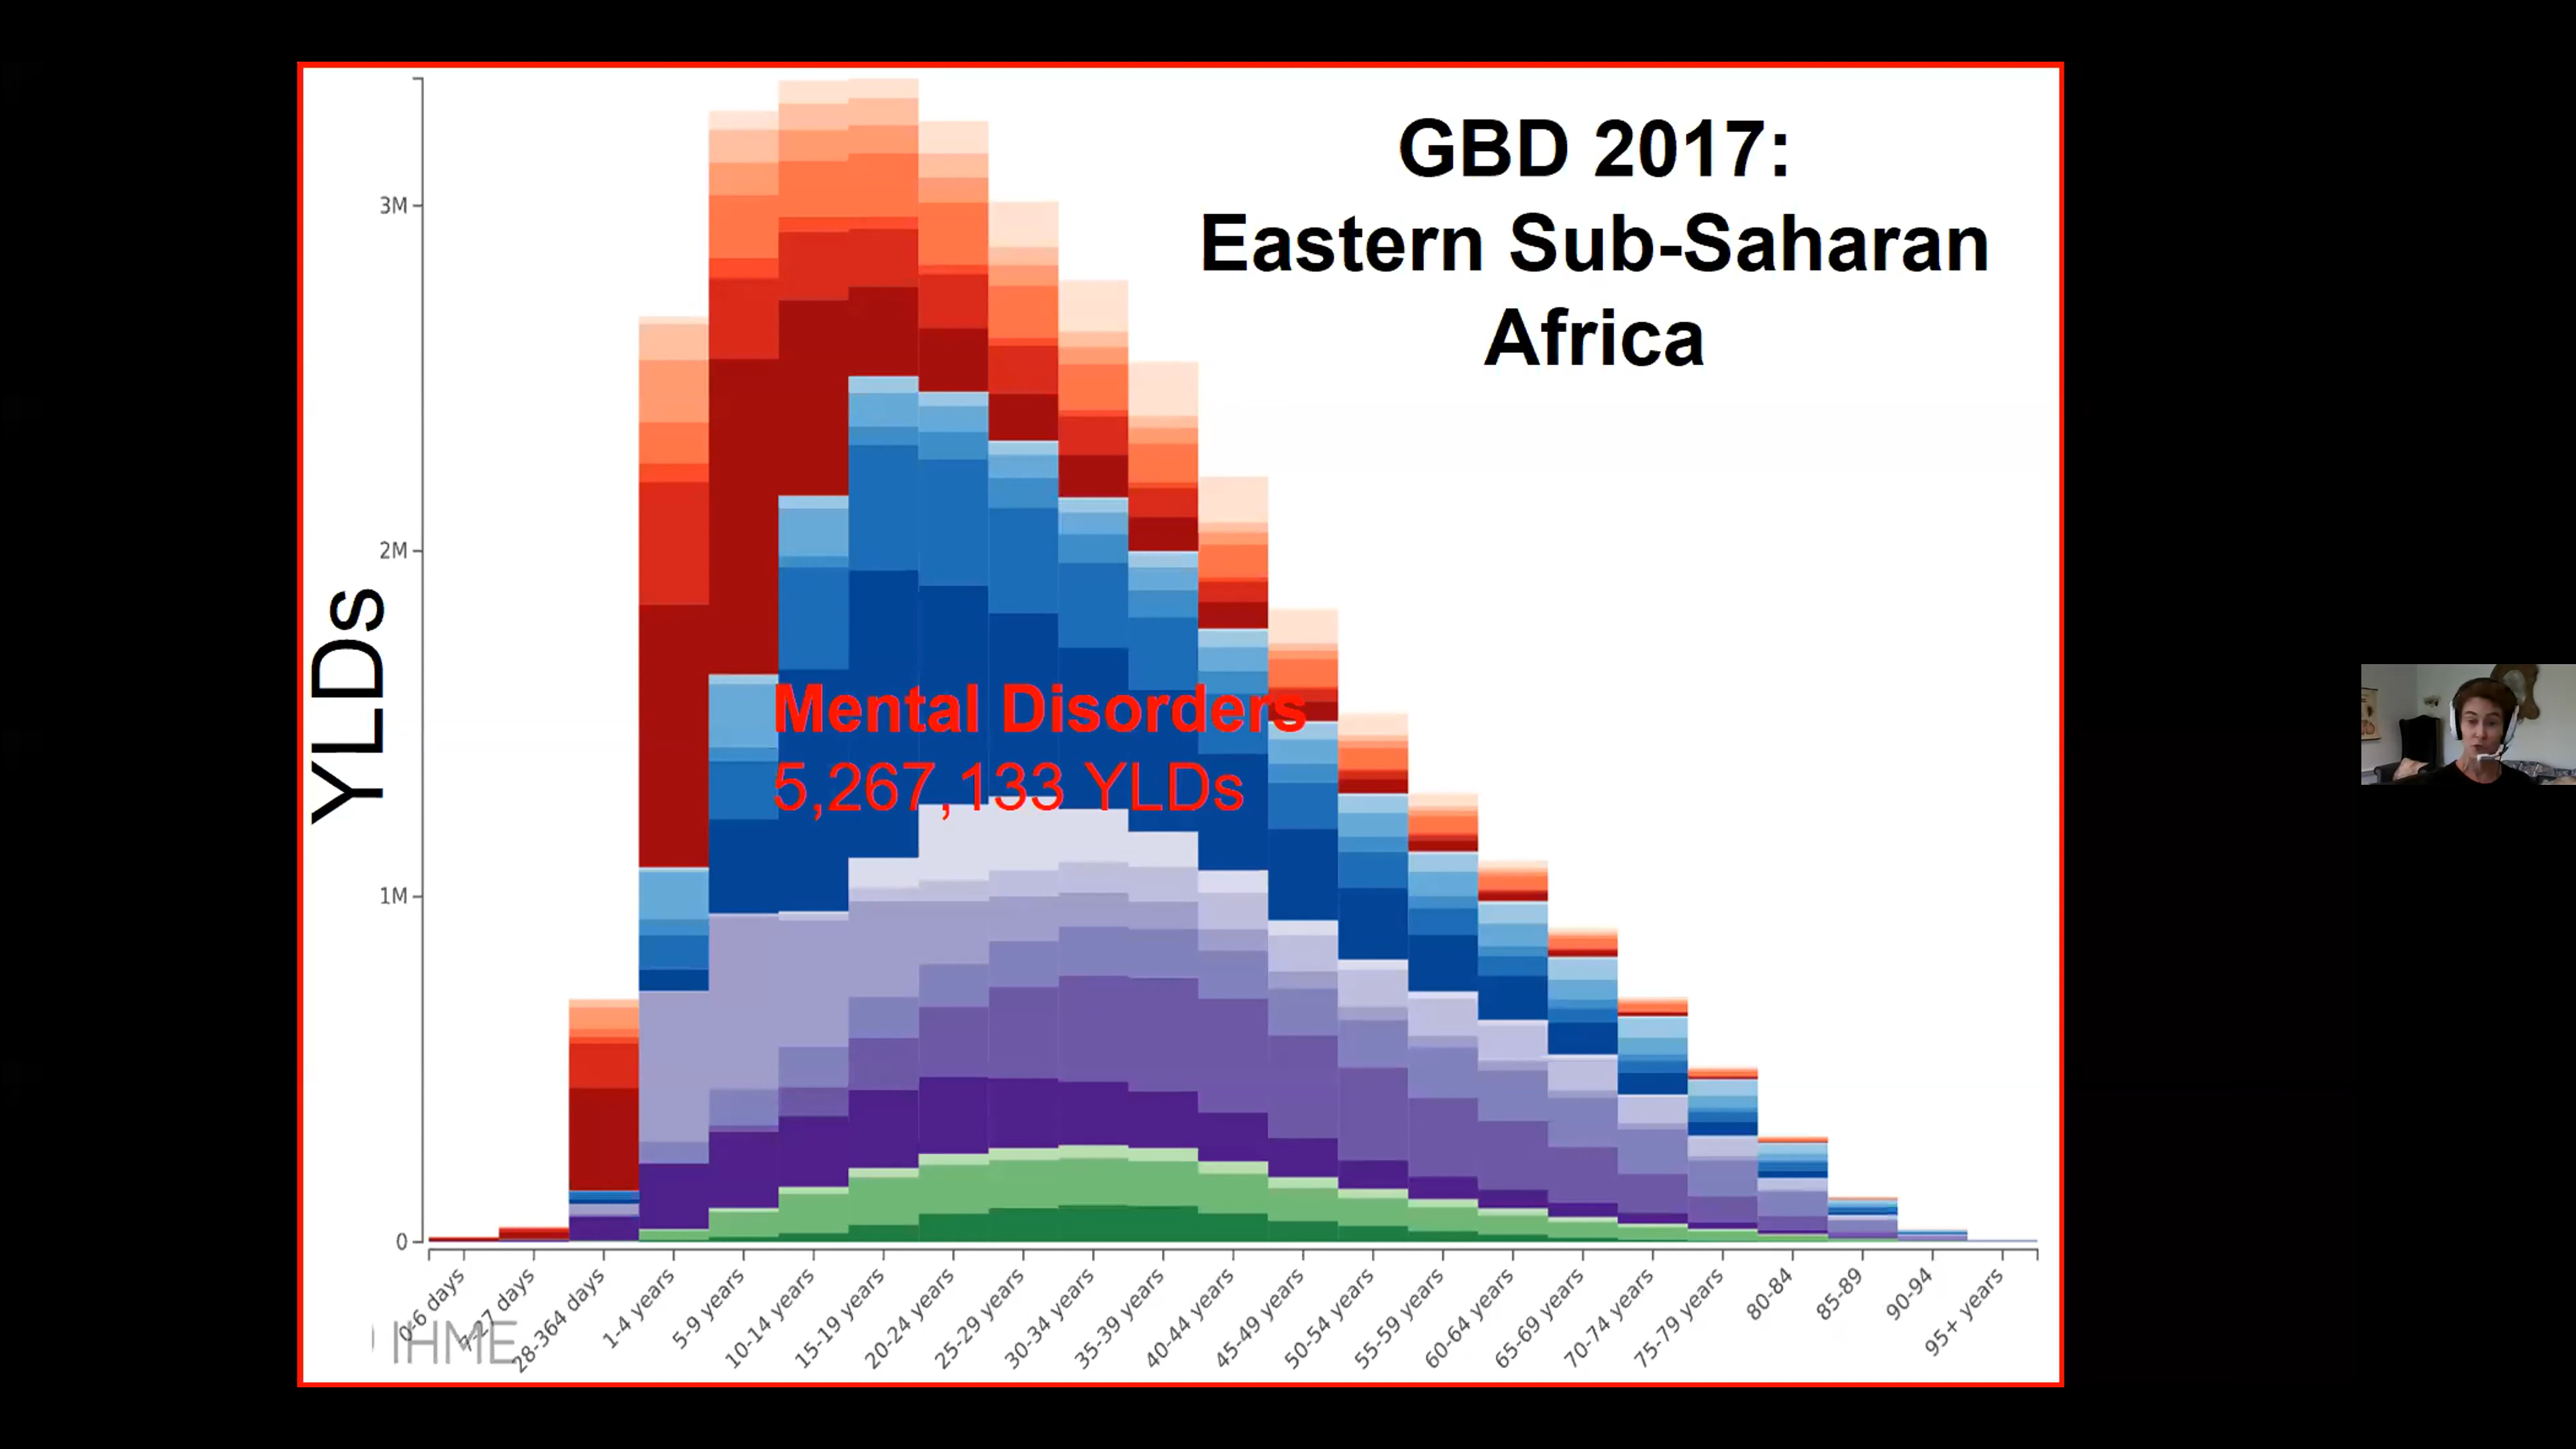 GBD 2017:
Eastern Sub-Saharan
Africa
3M
2M
1M
0
YLDs
Mental Disorders
5,267,133 YLDs
0-6 days
7-27 days
28-364 days
1-4 years
5-9 years
10-14 years
15-19 years
20-24 years
25-29 years
30-34 years
35-39 years
40-44 years
45-49 years
50-54 years
55-59 years
60-64 years
65-69 years
70-74 years
75-79 years
80-84
85-89
90-94
95+ years
IHME